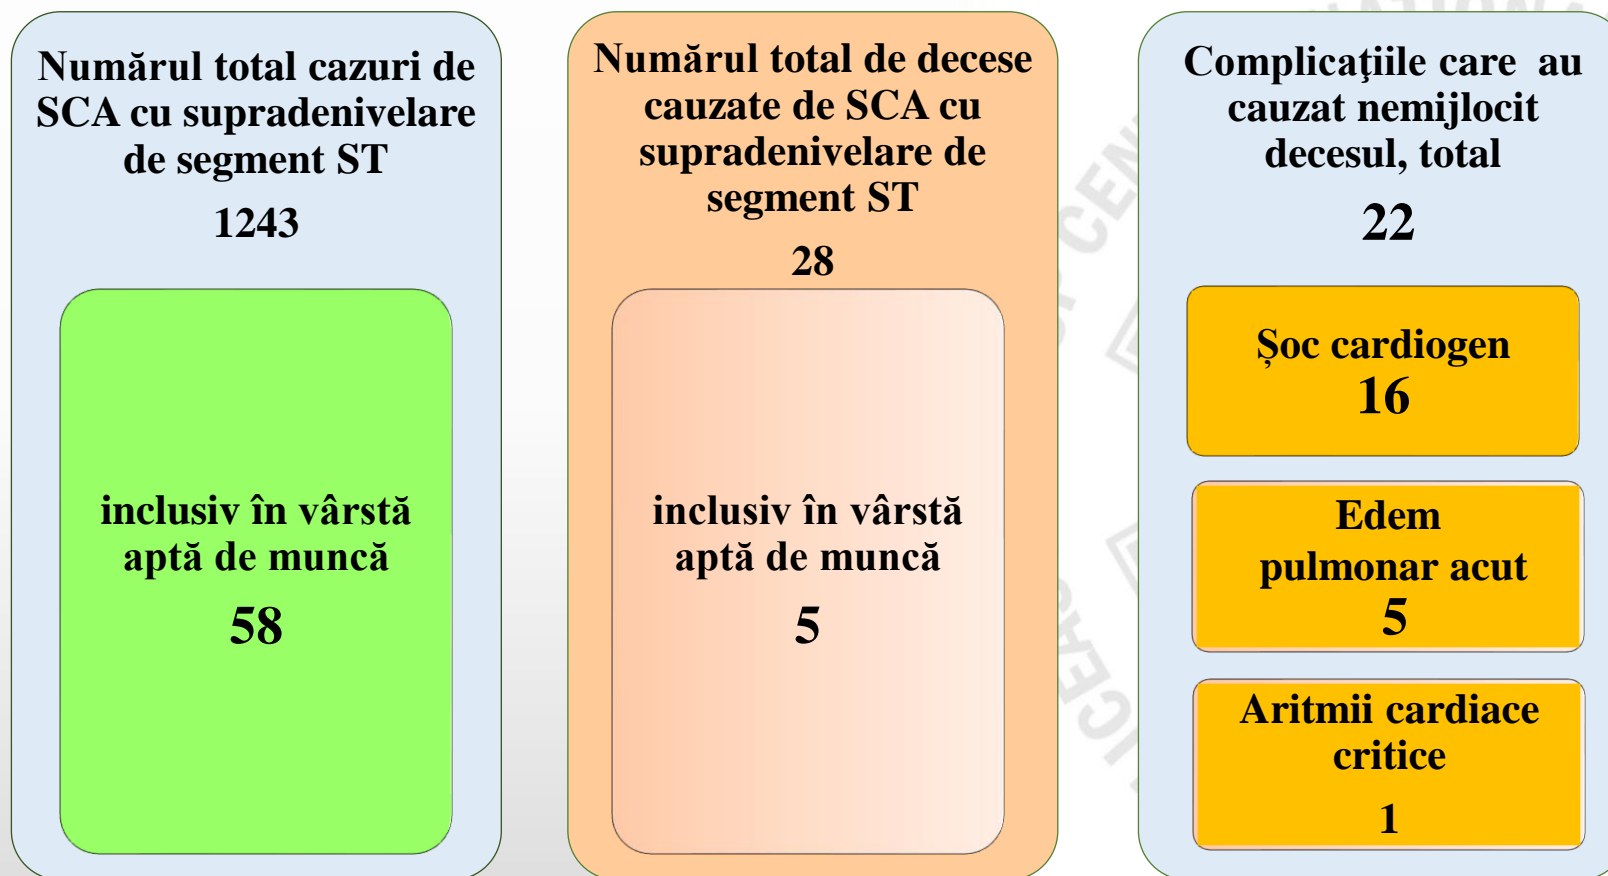 Numărul total cazuri de
SCA cu supradenivelare
de segment ST
1243
inclusiv în vârstă
aptă de muncă
58
Numărul total de decese
cauzate de SCA cu
supradenivelare de
segment ST
28
inclusiv în vârstă
aptă de muncă
5
Complicaţiile care au
cauzat nemijlocit
decesul, total
22
Șoc cardiogen
16
Edem
pulmonar acut
5
Aritmii cardiace
critice
1